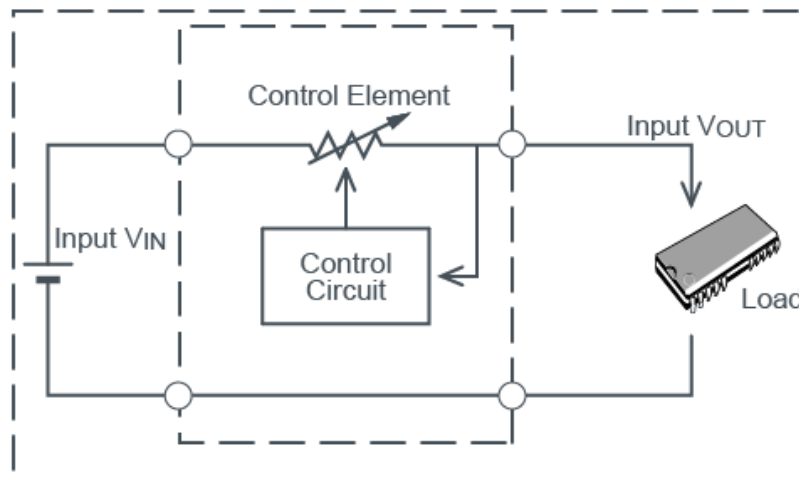 Control Element
Input VOUT
Input VIN
Control
Circuit
Load